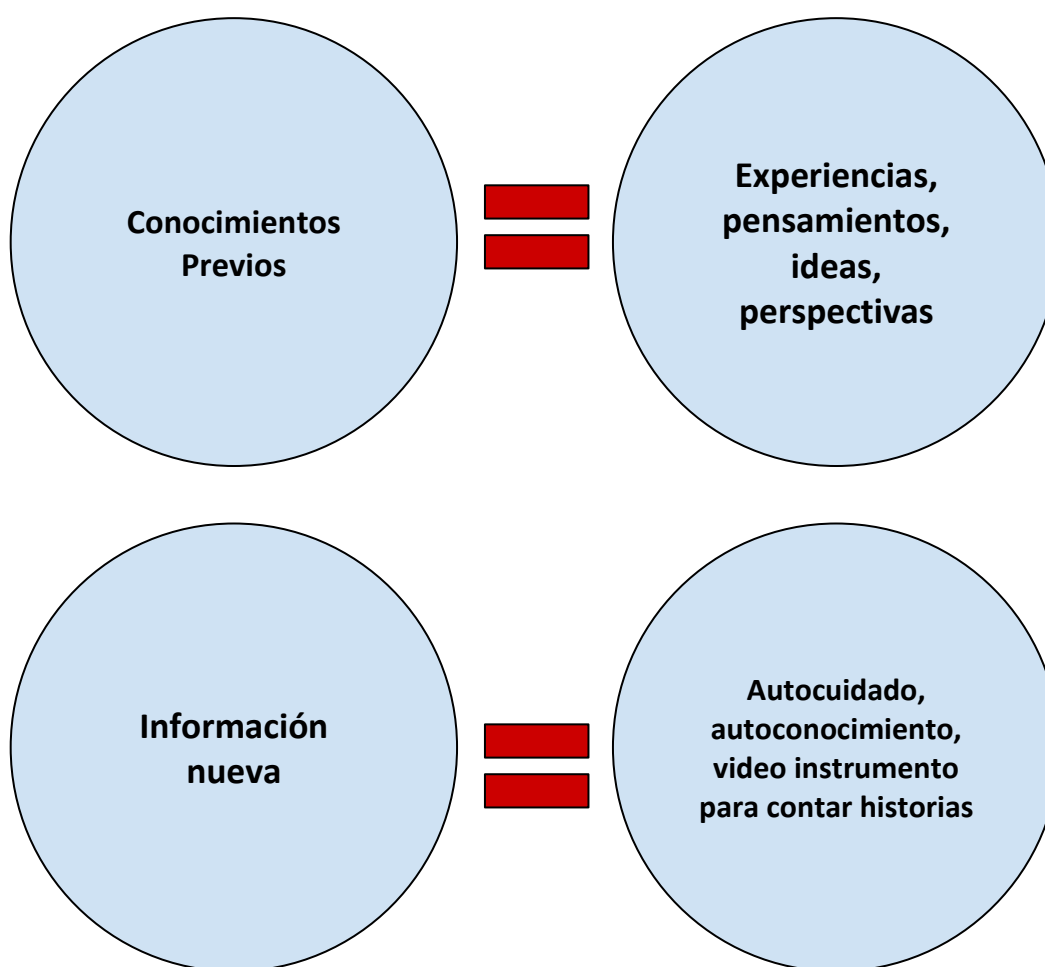 Conocimientos
Previos
Experiencias,
pensamientos,
ideas,
perspectivas
Información
nueva
Autocuidado,
autoconocimiento,
video instrumento
para contar historias